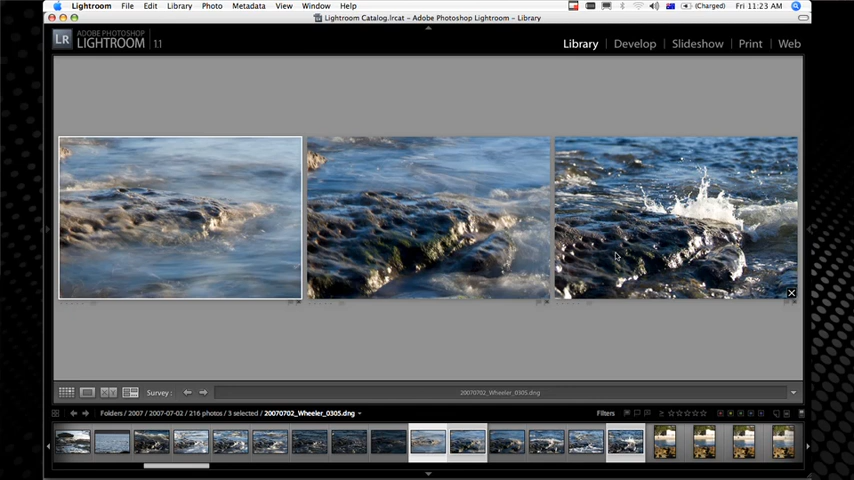 Lightroom File Edit Library Photo Metadata View Window Help (Charged) Fri 11:23 AM
Lightroom Catalog.lrcat - Adobe Photoshop Lightroom - Library
LR ADOBE PHOTOSHOP LIGHTROOM 1.1
Library Develop Slideshow Print Web
XY Survey : 20070702_Wheeler_0305.dng
Folders / 2007 / 2007-07-02 / 216 photos / 3 selected / 20070702_Wheeler_0305.dng Filters